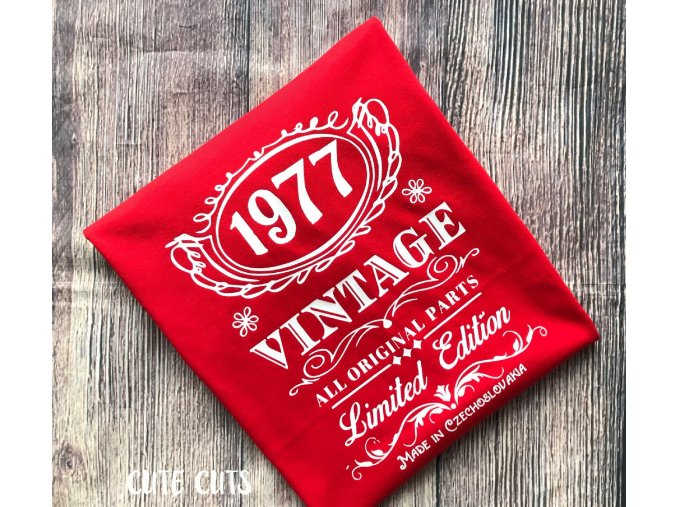 1977
VINTAGE
ALL ORIGINAL PARTS
Limited Edition
MADE IN CZECHOSLOVAKIA
CUTE CUTS